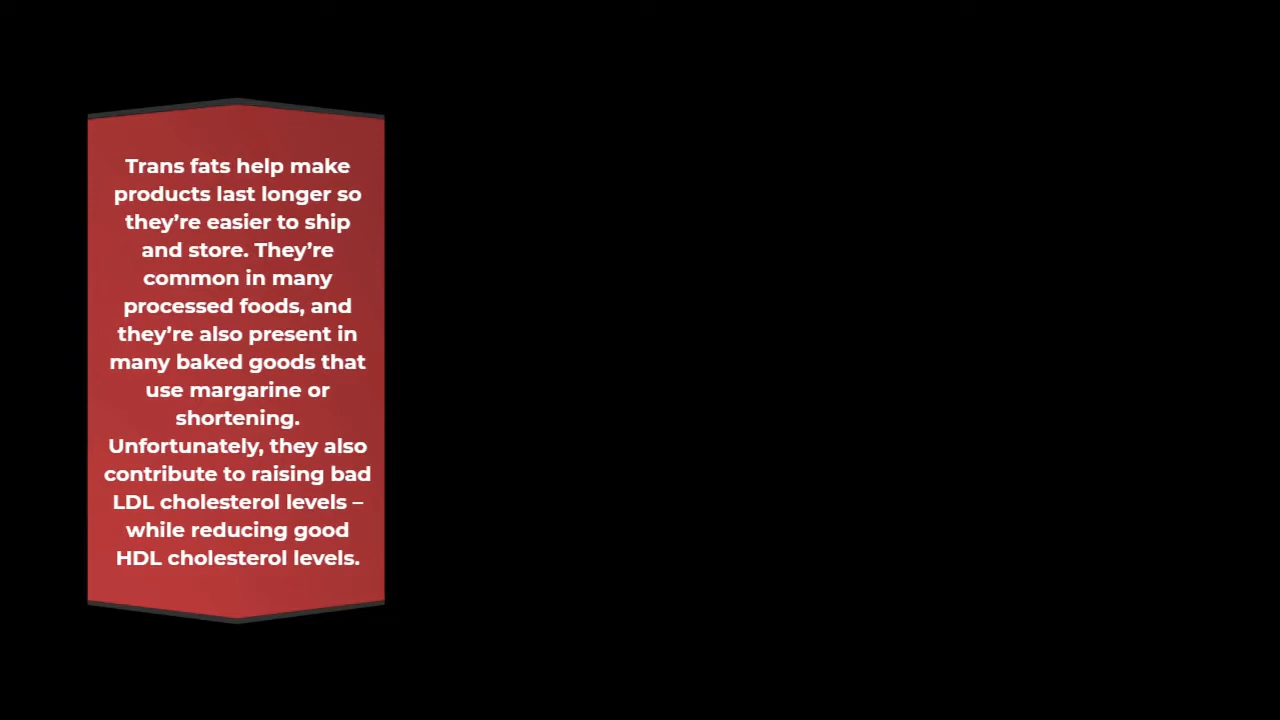 Trans fats help make
products last longer so
they’re easier to ship
and store. They’re
common in many
processed foods, and
they’re also present in
many baked goods that
use margarine or
shortening.
Unfortunately, they also
contribute to raising bad
LDL cholesterol levels –
while reducing good
HDL cholesterol levels.